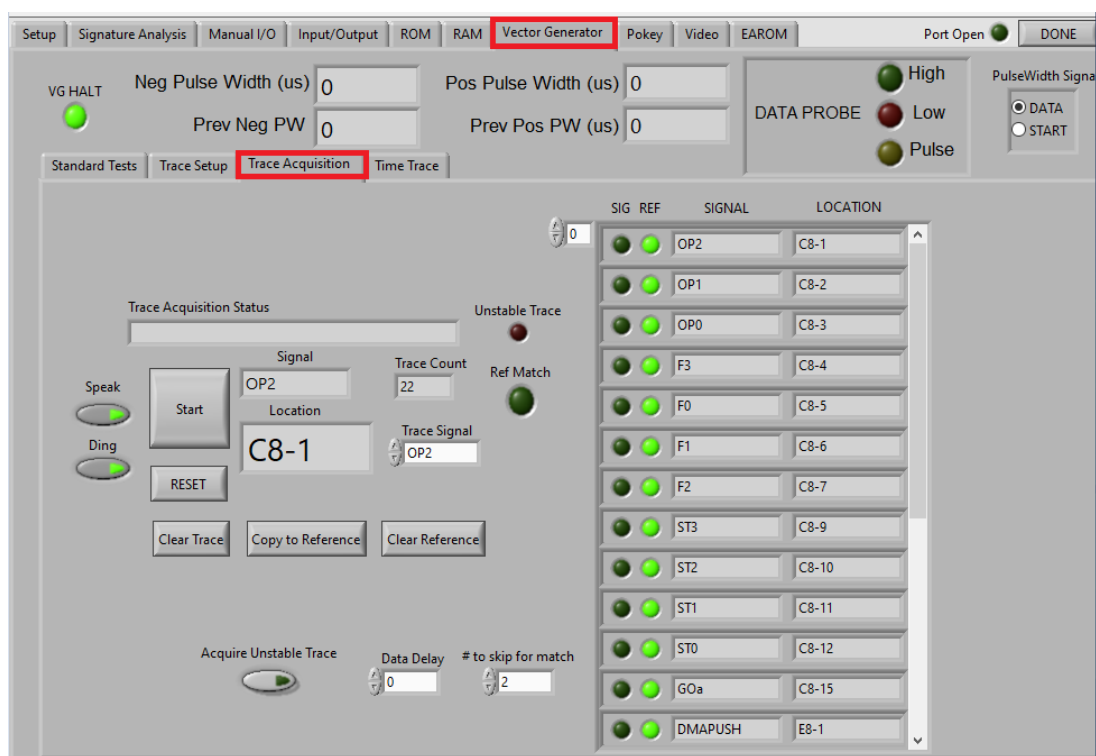 Setup Signature Analysis Manual I/O Input/Output ROM RAM Vector Generator Pokey Video EAROM Port Open DONE
VG HALT
Neg Pulse Width (us) 0
Pos Pulse Width (us) 0
Prev Neg PW 0
Prev Pos PW (us) 0
DATA PROBE
High
Low
Pulse
PulseWidth Signa
DATA
START
Standard Tests Trace Setup Trace Acquisition Time Trace
SIG REF SIGNAL LOCATION
0
OP2 C8-1
OP1 C8-2
OP0 C8-3
F3 C8-4
F0 C8-5
F1 C8-6
F2 C8-7
ST3 C8-9
ST2 C8-10
ST1 C8-11
ST0 C8-12
GOa C8-15
DMAPUSH E8-1
Trace Acquisition Status
Unstable Trace
Signal
OP2
Trace Count
22
Ref Match
Speak
Start
Location
C8-1
Trace Signal
OP2
Ding
RESET
Clear Trace Copy to Reference Clear Reference
Acquire Unstable Trace
Data Delay
0
# to skip for match
2